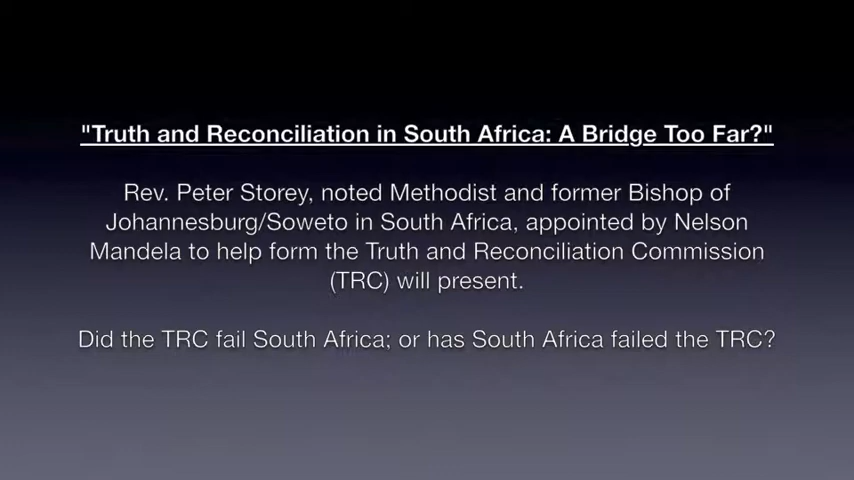 "Truth and Reconciliation in South Africa: A Bridge Too Far?"
Rev. Peter Storey, noted Methodist and former Bishop of
Johannesburg/Soweto in South Africa, appointed by Nelson
Mandela to help form the Truth and Reconciliation Commission
(TRC) will present.
Did the TRC fail South Africa; or has South Africa failed the TRC?